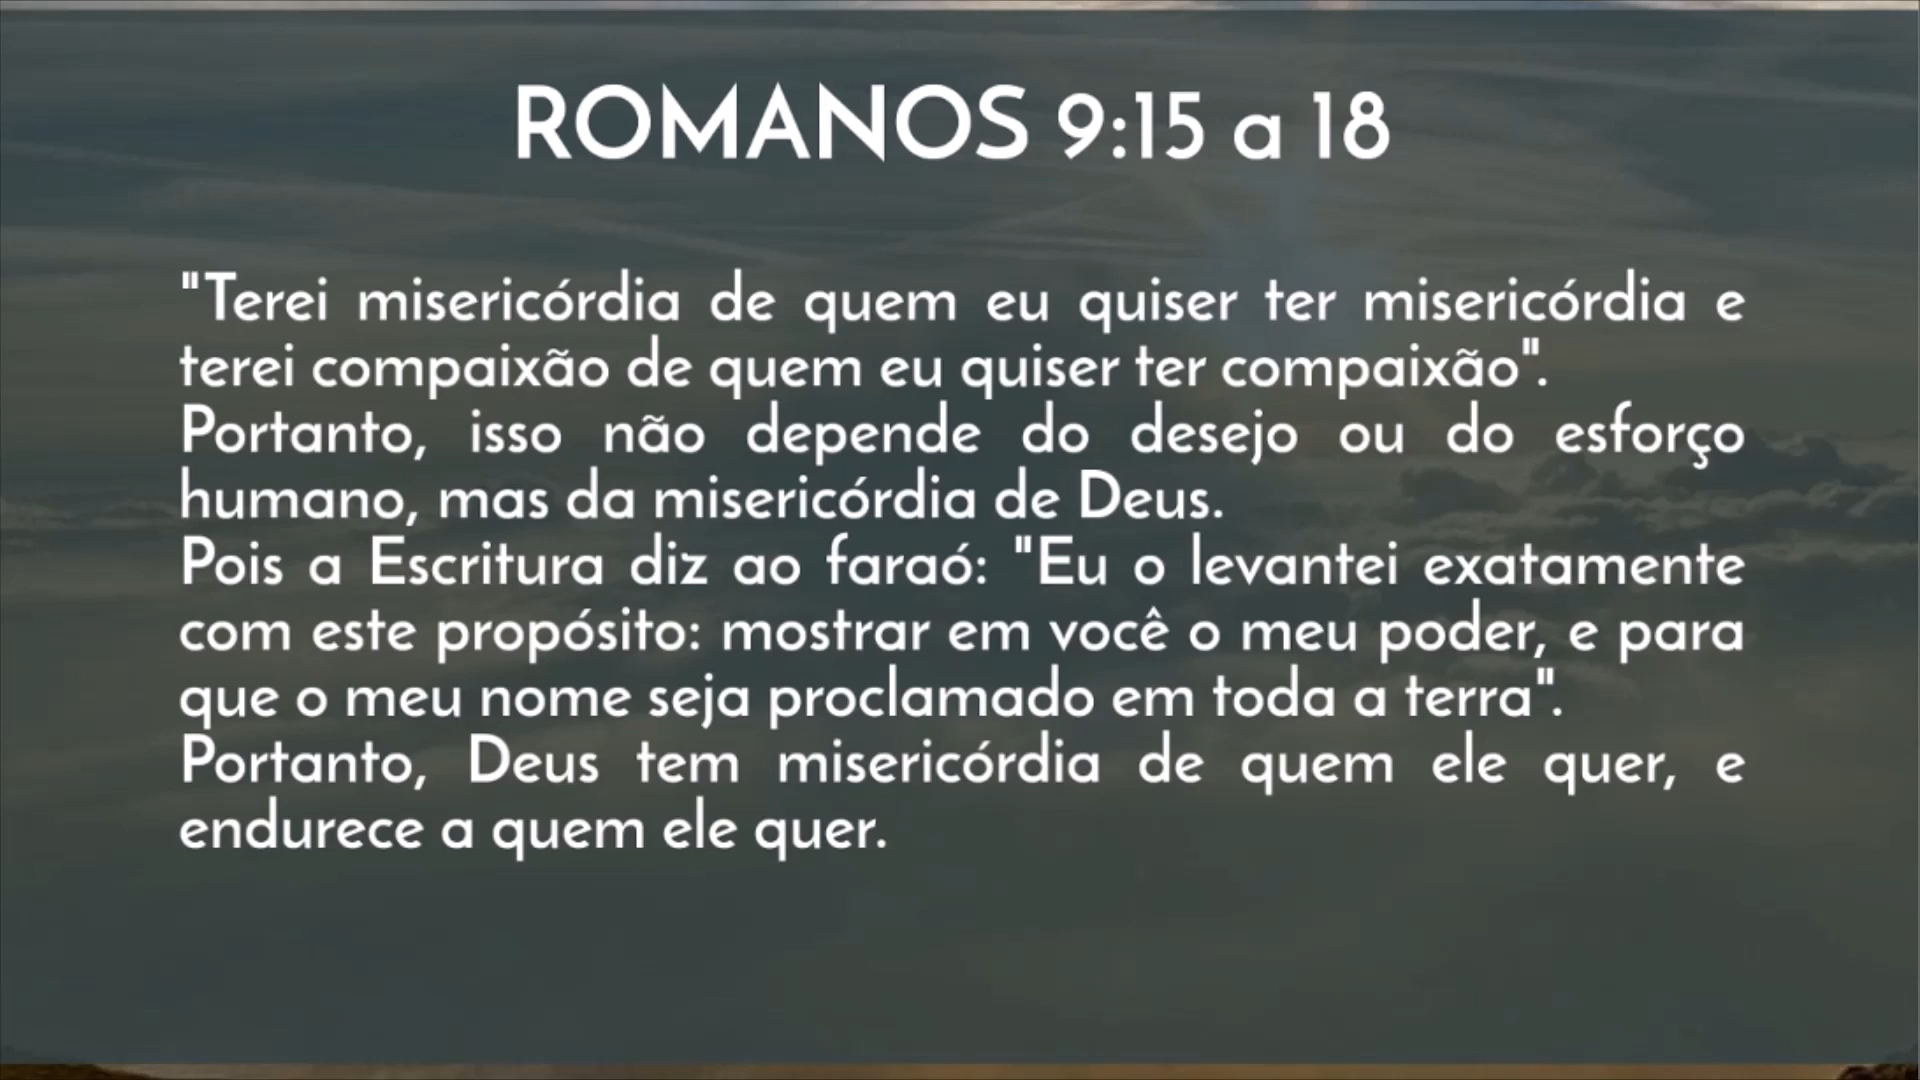 ROMANOS 9:15 a 18
"Terei misericórdia de quem eu quiser ter misericórdia e
terei compaixão de quem eu quiser ter compaixão".
Portanto, isso não depende do desejo ou do esforço
humano, mas da misericórdia de Deus.
Pois a Escritura diz ao faraó: "Eu o levantei exatamente
com este propósito: mostrar em você o meu poder, e para
que o meu nome seja proclamado em toda a terra".
Portanto, Deus tem misericórdia de quem ele quer, e
endurece a quem ele quer.